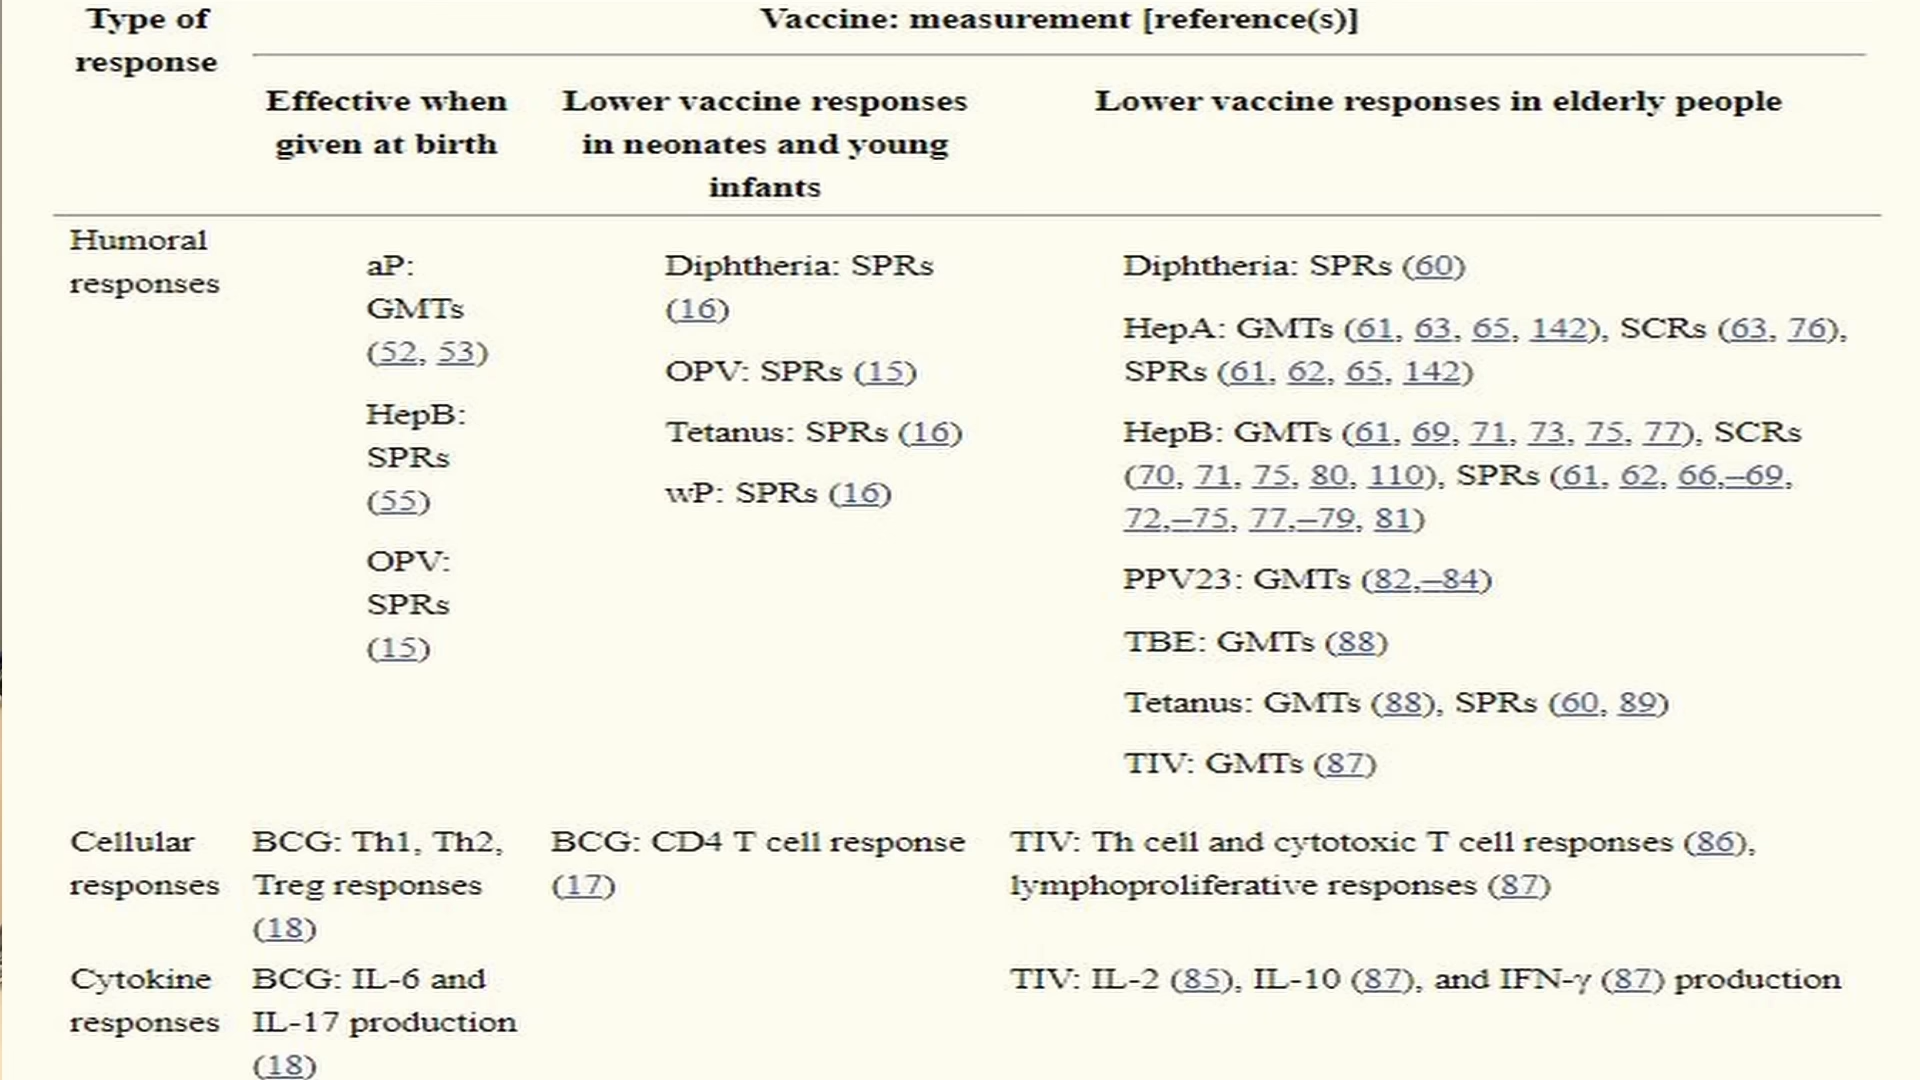 Type of
response
Vaccine: measurement [reference(s)]
Effective when
given at birth
Lower vaccine responses
in neonates and young
infants
Lower vaccine responses in elderly people
Humoral
responses
aP:
GMTs
(52, 53)
HepB:
SPRs
(55)
OPV:
SPRs
(15)
Diphtheria: SPRs
(16)
OPV: SPRs (15)
Tetanus: SPRs (16)
wP: SPRs (16)
Diphtheria: SPRs (60)
HepA: GMTs (61, 63, 65, 142), SCRs (63, 76),
SPRs (61, 62, 65, 142)
HepB: GMTs (61, 69, 71, 73, 75, 77), SCRs
(70, 71, 75, 80, 110), SPRs (61, 62, 66,–69,
72,–75, 77,–79, 81)
PPV23: GMTs (82,–84)
TBE: GMTs (88)
Tetanus: GMTs (88), SPRs (60, 89)
TIV: GMTs (87)
Cellular
responses
BCG: Th1, Th2,
Treg responses
(18)
BCG: CD4 T cell response
(17)
TIV: Th cell and cytotoxic T cell responses (86),
lymphoproliferative responses (87)
Cytokine
responses
BCG: IL-6 and
IL-17 production
(18)
TIV: IL-2 (85), IL-10 (87), and IFN-γ (87) production